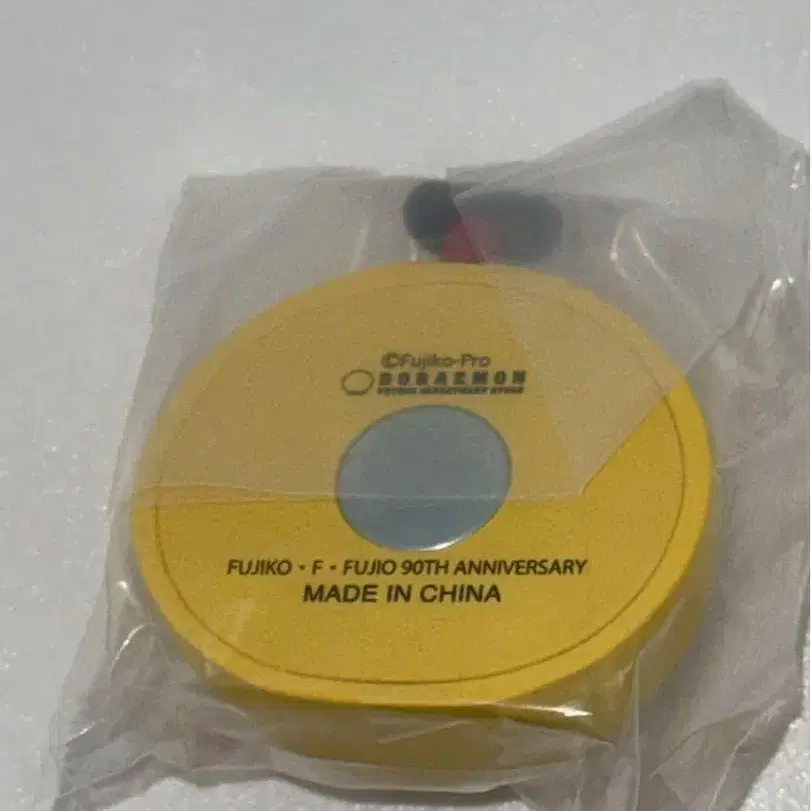 ©Fujiko-Pro
DORAEMON
FUJIKO・F・FUJIO 90TH ANNIVERSARY
MADE IN CHINA